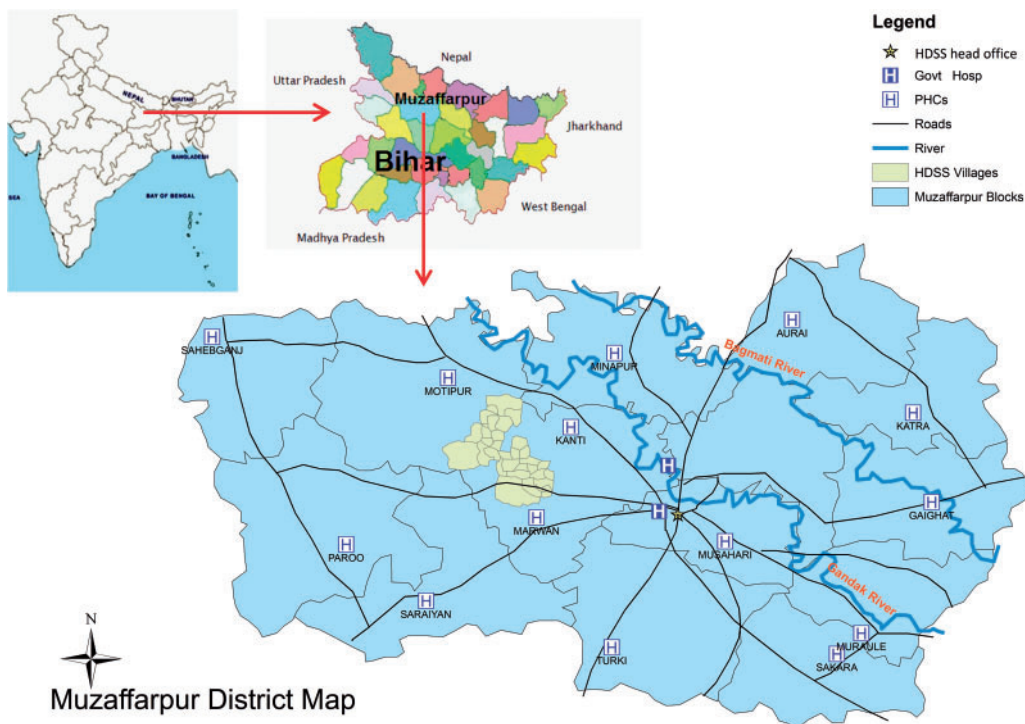 NEPAL
BHUTAN
BANGLADESH
SEA
BAY OF BENGAL
Nepal
Uttar Pradesh
Muzaffarpur
Jharkhand
Bihar
West Bengal
Madhya Pradesh
Legend
HDSS head office
Govt Hosp
PHCs
Roads
River
HDSS Villages
Muzaffarpur Blocks
H
H
H
AURAI
H
SAHEBGANJ
H
MINAPUR
Bagmati River
H
MOTIPUR
H
KATRA
H
KANTI
H
H
GAIGHAT
H
H
MARWAN
H
MUSAHARI
H
PAROO
Gandak River
H
SARAIYAN
H
MURAULE
H
TURKI
H
SAKARA
N
Muzaffarpur District Map